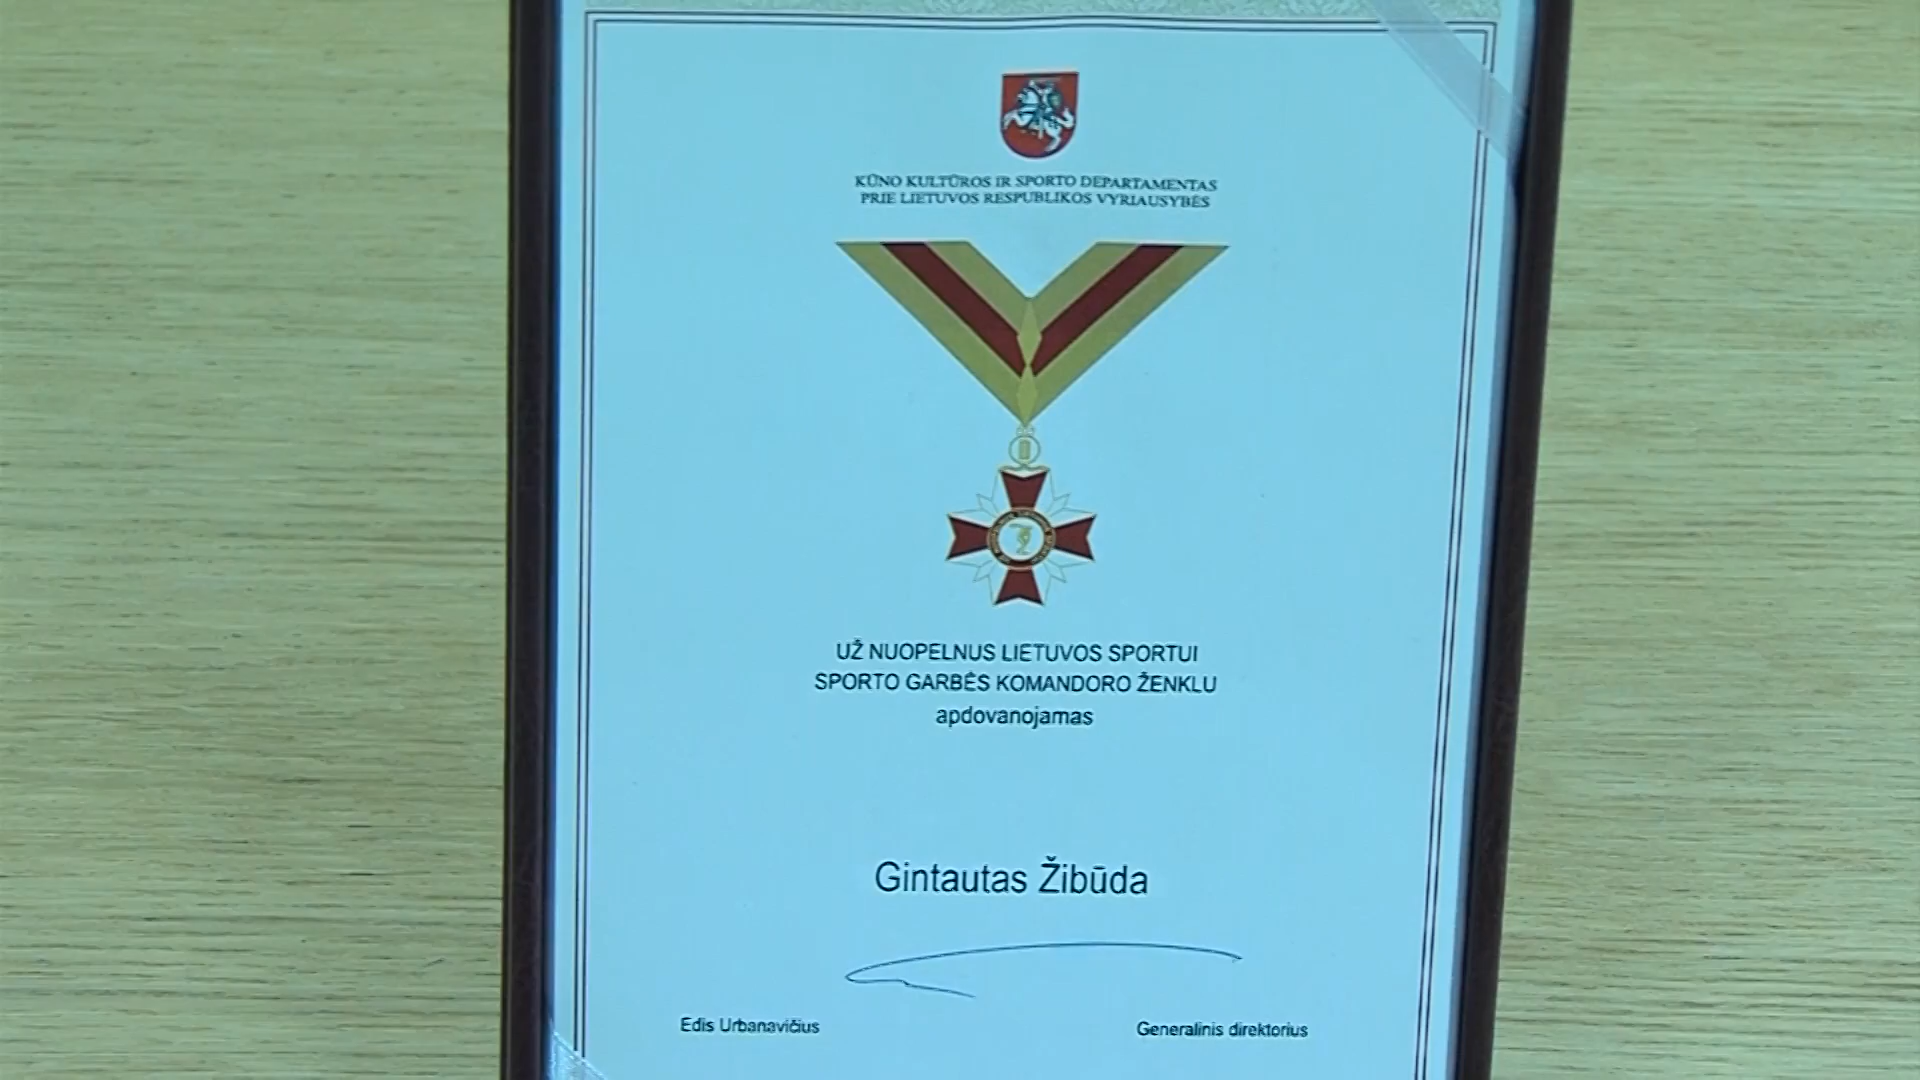 KŪNO KULTŪROS IR SPORTO DEPARTAMENTAS
PRIE LIETUVOS RESPUBLIKOS VYRIAUSYBĖS
UŽ NUOPELNUS LIETUVOS SPORTUI
SPORTO GARBĖS KOMANDORO ŽENKLU
apdovanojamas
Gintautas Žibūda
Edis Urbanavičius
Generalinis direktorius